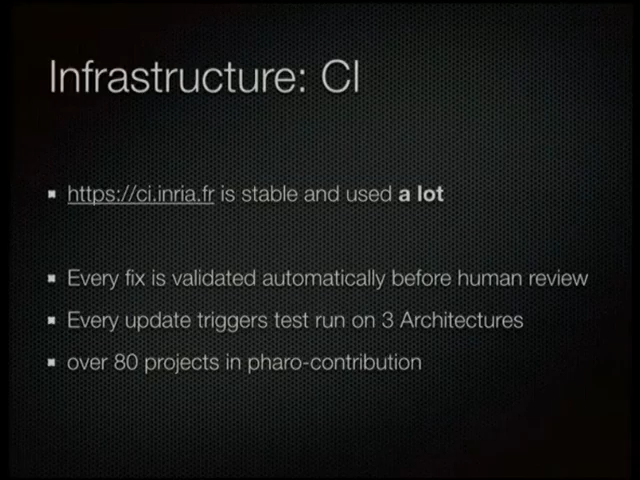 Infrastructure: CI
https://ci.inria.fr is stable and used a lot
Every fix is validated automatically before human review
Every update triggers test run on 3 Architectures
over 80 projects in pharo-contribution